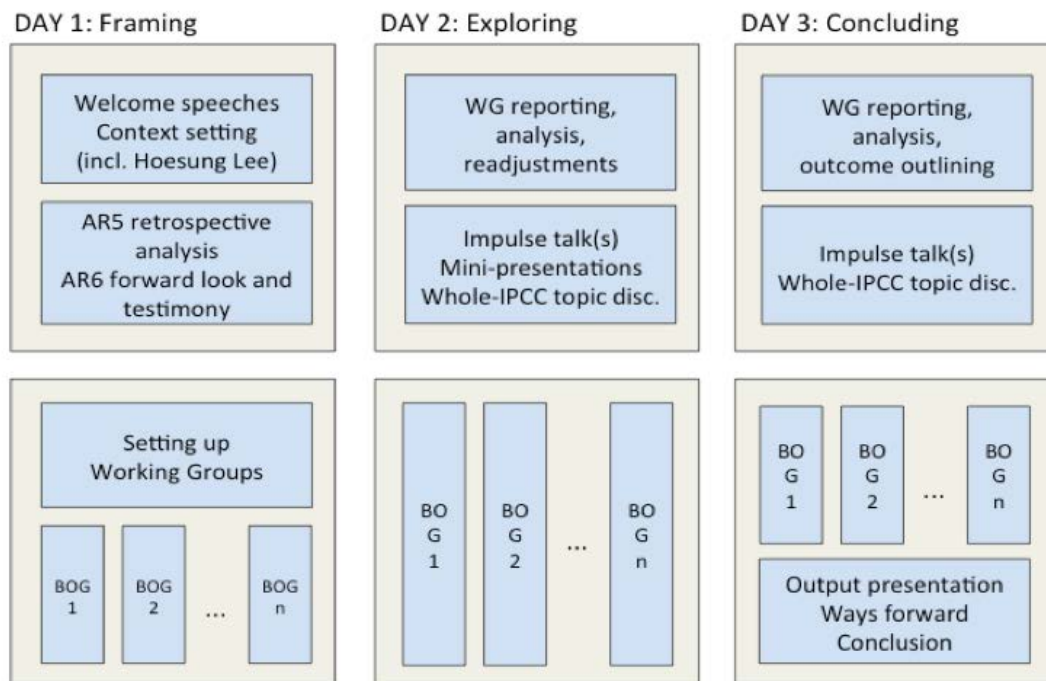 DAY 1: Framing
Welcome speeches
Context setting
(incl. Hoesung Lee)
AR5 retrospective
analysis
AR6 forward look and
testimony
Setting up
Working Groups
BOG
1
BOG
2
...
BOG
n
DAY 2: Exploring
WG reporting,
analysis,
readjustments
Impulse talk(s)
Mini-presentations
Whole-IPCC topic disc.
BO
G
1
BO
G
2
...
BO
G
n
DAY 3: Concluding
WG reporting,
analysis,
outcome outlining
Impulse talk(s)
Whole-IPCC topic disc.
BO
G
1
BO
G
2
...
BO
G
n
Output presentation
Ways forward
Conclusion